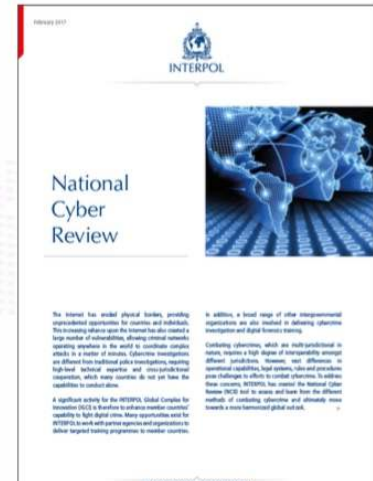 February 2017
INTERPOL
National
Cyber
Review
The Internet has eroded physical borders, providing
unprecedented opportunities for countries and individuals.
This increasing reliance upon the Internet has also created a
large number of vulnerabilities, allowing criminal networks
operating anywhere in the world to coordinate complex
attacks in a matter of minutes. Cybercrime investigations
are different from traditional police investigations, requiring
high-level technical expertise and cross-jurisdictional
cooperation, which many countries do not yet have the
capabilities to conduct alone.
A significant activity for the INTERPOL Global Complex for
Innovation (IGCI) is therefore to enhance member countries'
capability to fight digital crime. Many opportunities exist for
INTERPOL to work with partner agencies and organizations to
deliver targeted training programmes to member countries.
In addition, a broad range of other intergovernmental
organizations are also involved in delivering cybercrime
investigation and digital forensics training.
Combating cybercrimes, which are multi-jurisdictional in
nature, requires a high degree of interoperability amongst
different jurisdictions. However, vast differences in
operational capabilities, legal systems, rules and procedures
pose challenges to efforts to combat cybercrime. To address
these concerns, INTERPOL has created the National Cyber
Review (NCR) tool to assess and learn from the different
methods of combating cybercrime and ultimately move
towards a more harmonized global outlook.